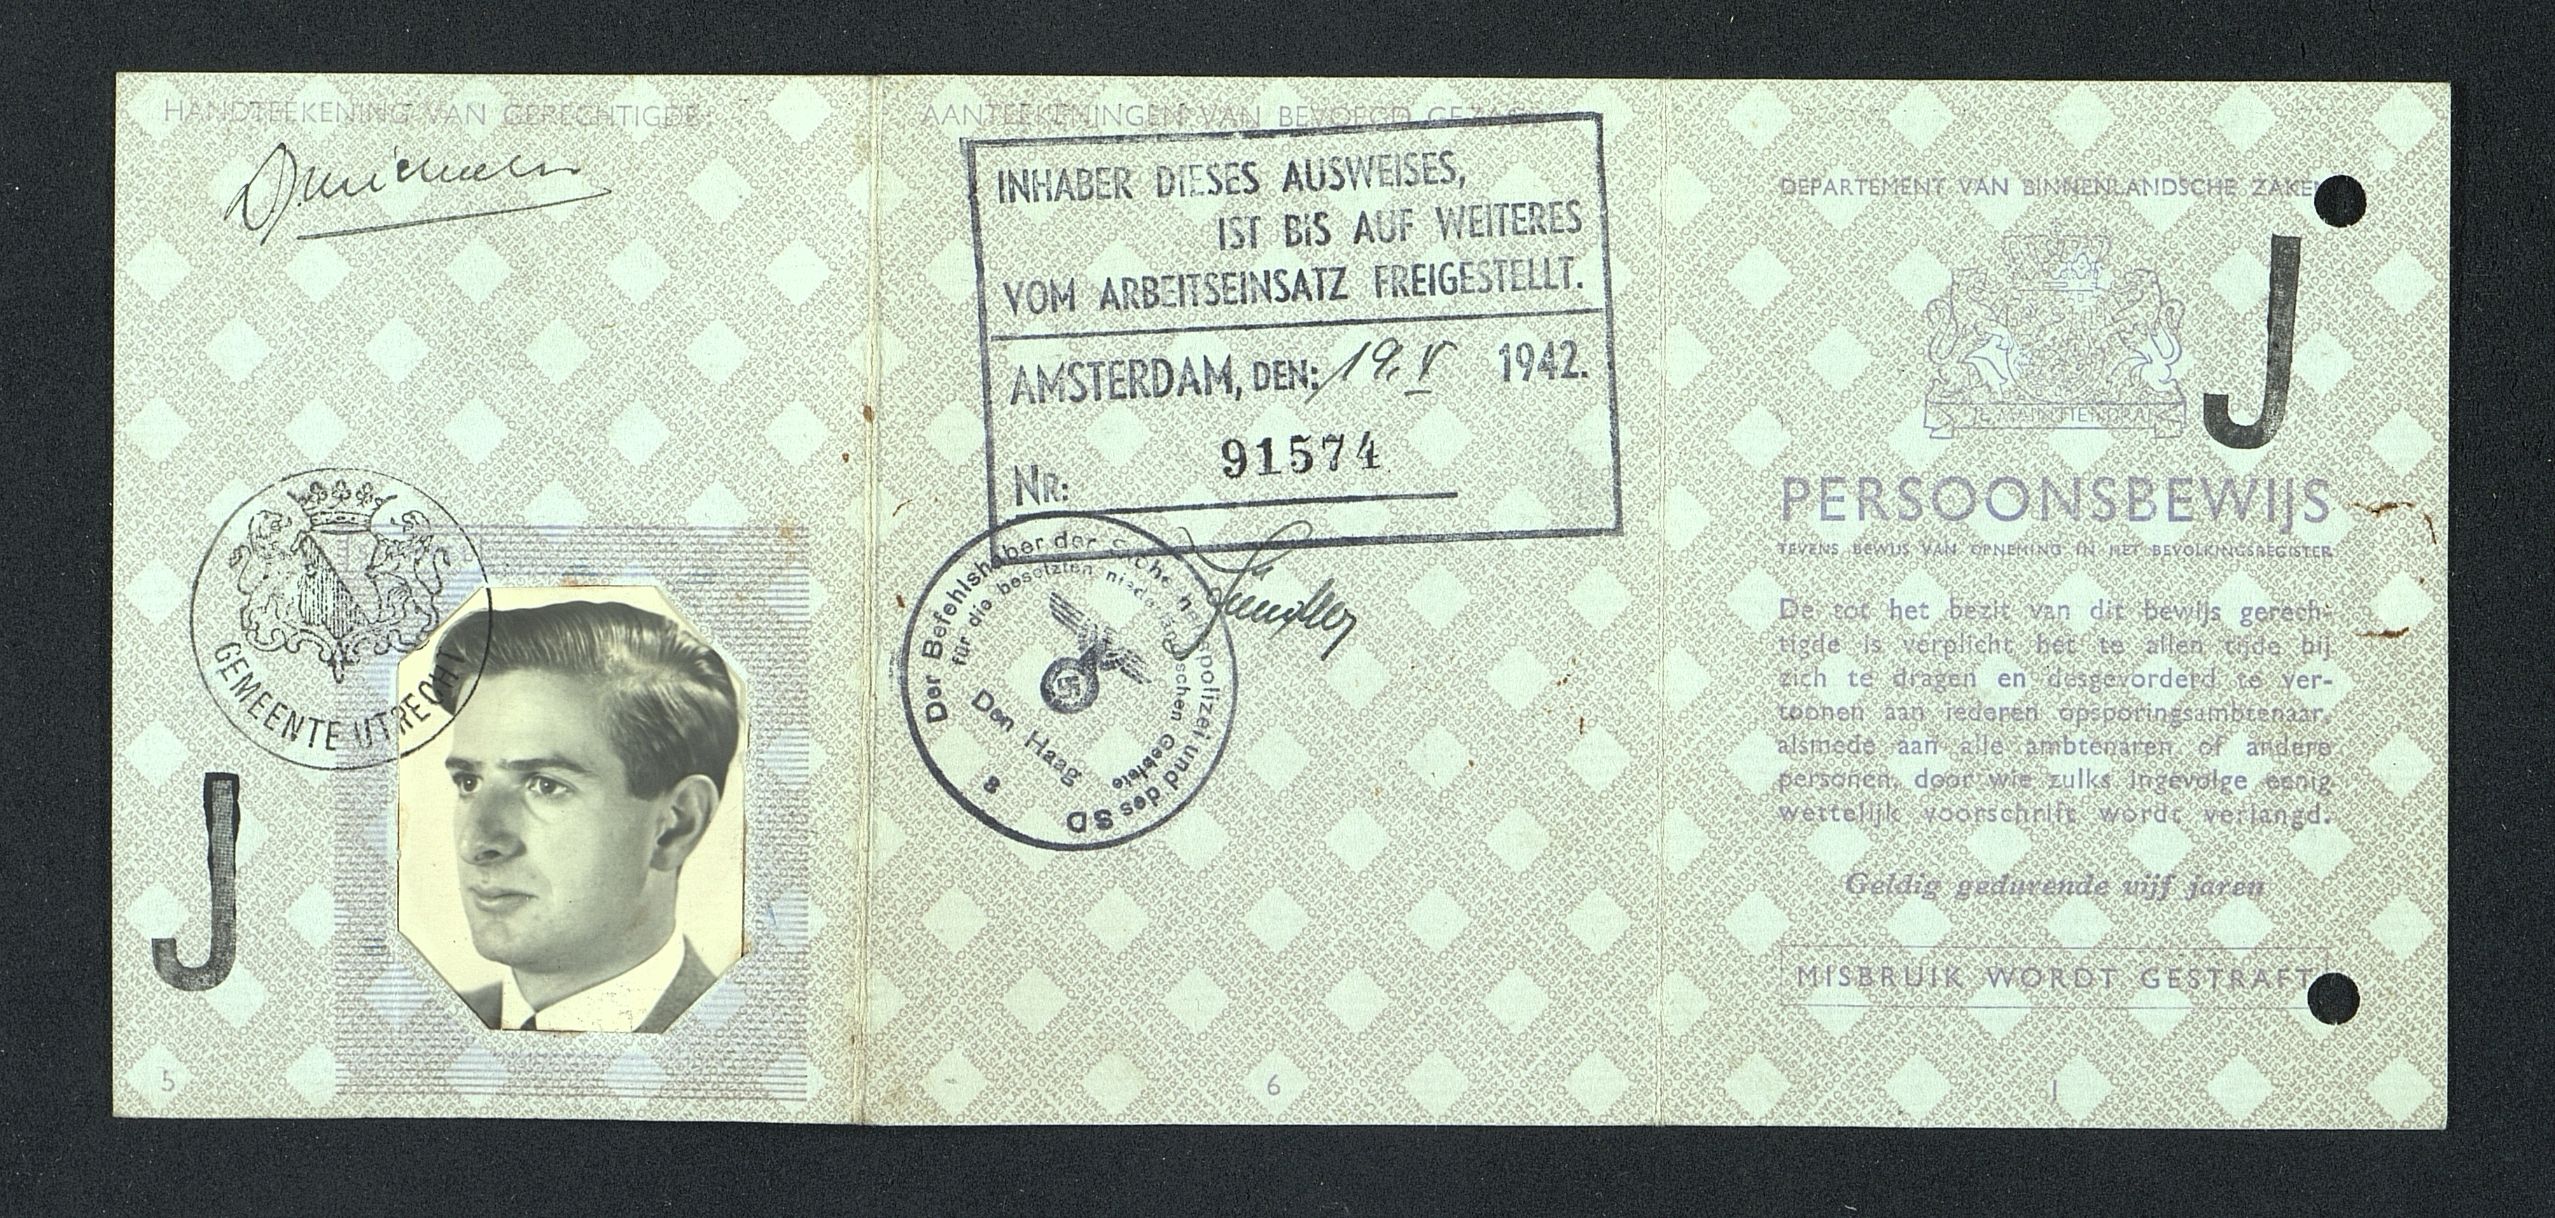 HANDTEEKENING VAN GERECHTIGDE
GEMEENTE UTRECHT
J
5
AANTEEKENINGEN VAN BEVOEGD GEZAG
INHABER DIESES AUSWEISES,
IST BIS AUF WEITERES
VOM ARBEITSEINSATZ FREIGESTELLT.
AMSTERDAM, DEN: 19. V 1942.
NR: 91574
Der Befehlshaber der Sicherheitspolizei und des SD
für die besetzten niederländischen Gebiete
Den Haag
8
6
DEPARTEMENT VAN BINNENLANDSCHE ZAKEN
J
JE MAINTIENDRAI
PERSOONSBEWIJS
TEVENS BEWIJS VAN OPNEMING IN HET BEVOLKINGSREGISTER
De tot het bezit van dit bewijs gerech-
tigde is verplicht het te allen tijde bij
zich te dragen en desgevorderd te ver-
toonen aan iederen opsporingsambtenaar,
alsmede aan alle ambtenaren of andere
personen, door wie zulks ingevolge eenig
wettelijk voorschrift wordt verlangd.
Geldig gedurende vijf jaren
MISBRUIK WORDT GESTRAFT
1